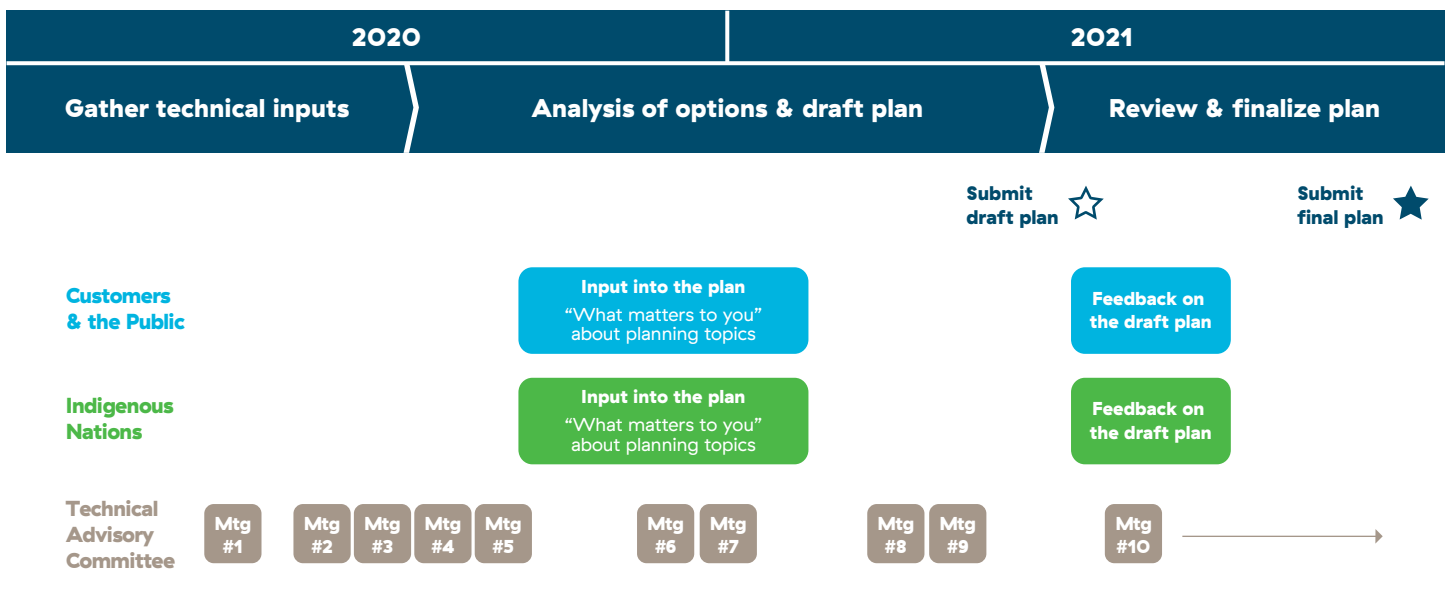 2020
2021
Gather technical inputs
Analysis of options & draft plan
Review & finalize plan
Submit
draft plan
Submit
final plan
Customers
& the Public
Input into the plan
“What matters to you”
about planning topics
Feedback on
the draft plan
Indigenous
Nations
Input into the plan
“What matters to you”
about planning topics
Feedback on
the draft plan
Technical
Advisory
Committee
Mtg
#1
Mtg
#2
Mtg
#3
Mtg
#4
Mtg
#5
Mtg
#6
Mtg
#7
Mtg
#8
Mtg
#9
Mtg
#10